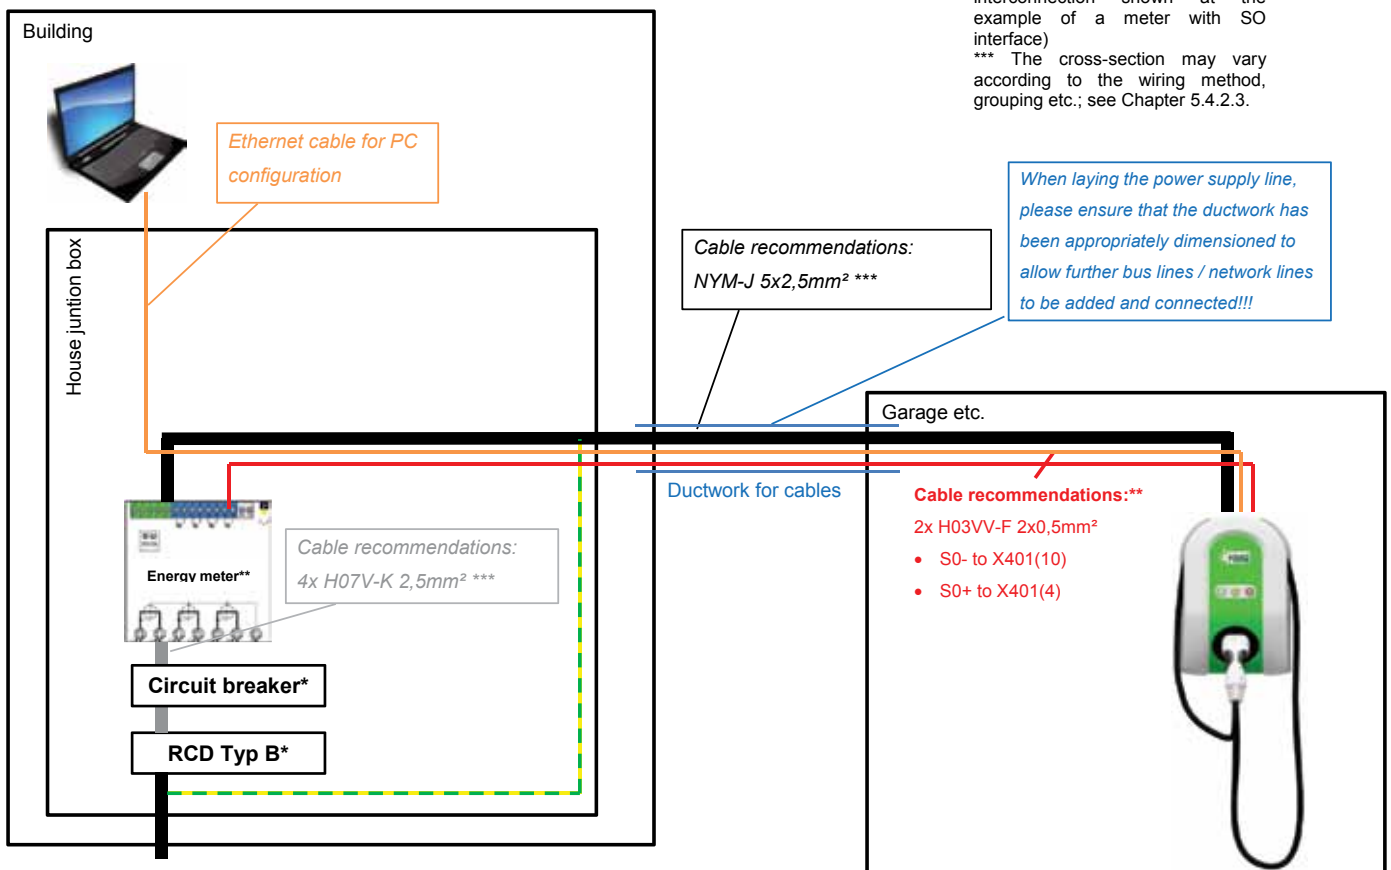 interconnection shown at the
example of a meter with SO
interface)
*** The cross-section may vary
according to the wiring method,
grouping etc.; see Chapter 5.4.2.3.
Building
Ethernet cable for PC
configuration
When laying the power supply line,
please ensure that the ductwork has
been appropriately dimensioned to
allow further bus lines / network lines
to be added and connected!!!
House juntion box
Cable recommendations:
NYM-J 5x2,5mm² ***
Garage etc.
Ductwork for cables
Cable recommendations:**
2x H03VV-F 2x0,5mm²
• S0- to X401(10)
• S0+ to X401(4)
Cable recommendations:
4x H07V-K 2,5mm² ***
Energy meter**
Circuit breaker*
RCD Typ B*